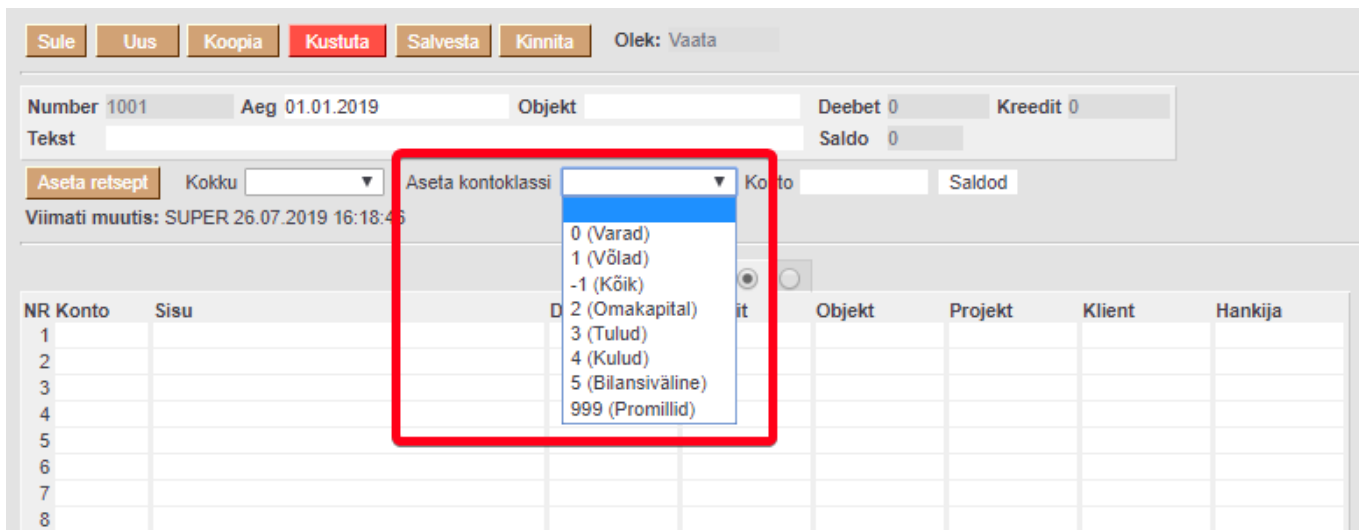 Sule Uus Koopia Kustuta Salvesta Kinnita Olek: Vaata
Number 1001 Aeg 01.01.2019 Objekt Deebet 0 Kreedit 0
Tekst Saldo 0
Aseta retsept Kokku Aseta kontoklassi Konto Saldod
Viimati muutis: SUPER 26.07.2019 16:18:46
0 (Varad)
1 (Võlad)
-1 (Kõik)
2 (Omakapital)
3 (Tulud)
4 (Kulud)
5 (Bilansiväline)
999 (Promillid)
NR Konto Sisu D it Objekt Projekt Klient Hankija
1
2
3
4
5
6
7
8